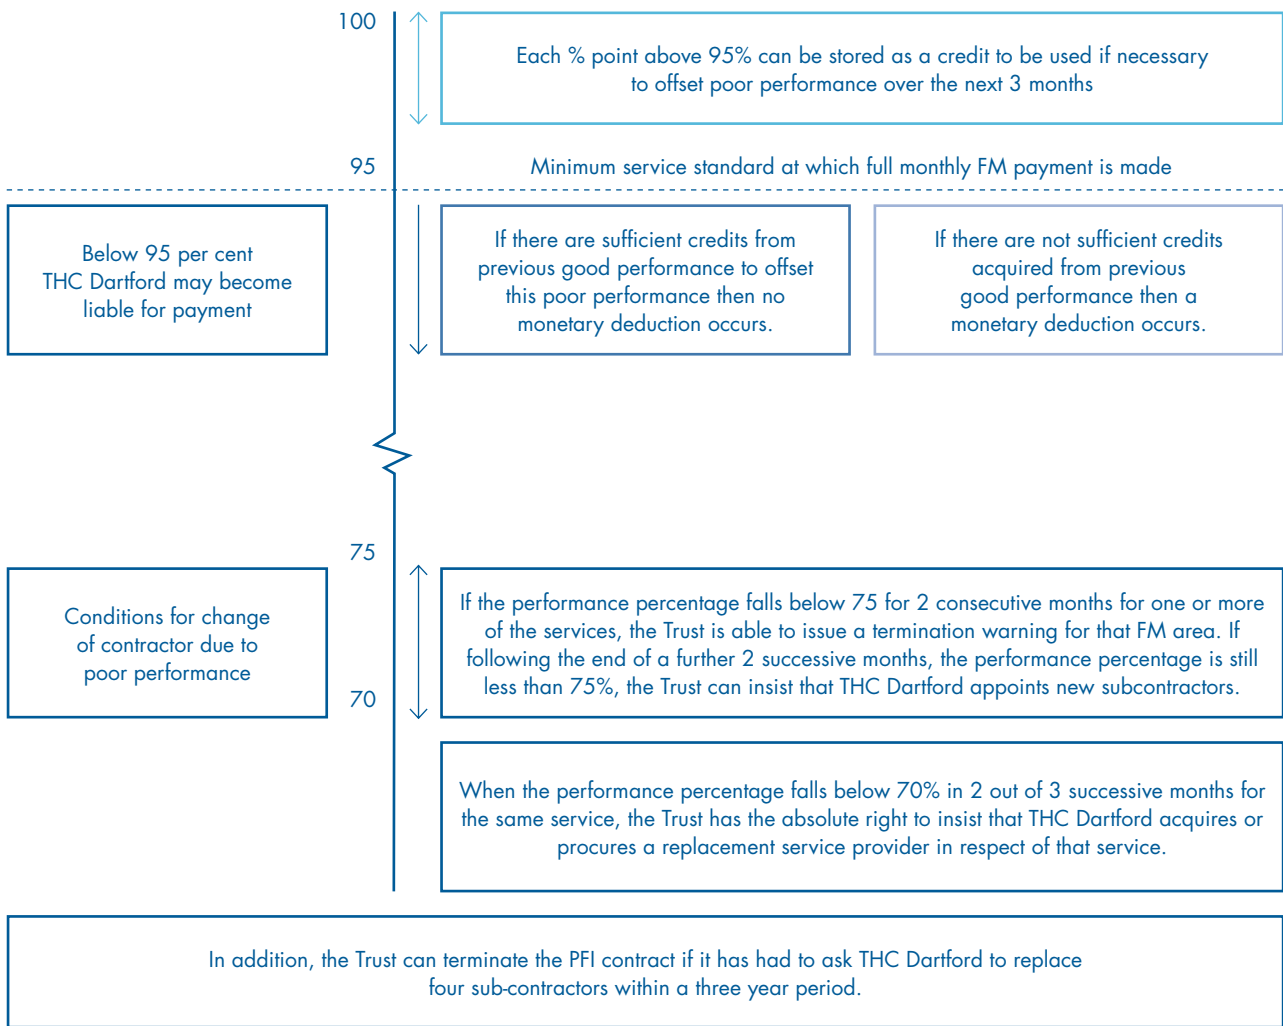 100
Each % point above 95% can be stored as a credit to be used if necessary
to offset poor performance over the next 3 months
95
Minimum service standard at which full monthly FM payment is made
Below 95 per cent
THC Dartford may become
liable for payment
If there are sufficient credits from
previous good performance to offset
this poor performance then no
monetary deduction occurs.
If there are not sufficient credits
acquired from previous
good performance then a
monetary deduction occurs.
75
Conditions for change
of contractor due to
poor performance
If the performance percentage falls below 75 for 2 consecutive months for one or more
of the services, the Trust is able to issue a termination warning for that FM area. If
following the end of a further 2 successive months, the performance percentage is still
less than 75%, the Trust can insist that THC Dartford appoints new subcontractors.
70
When the performance percentage falls below 70% in 2 out of 3 successive months for
the same service, the Trust has the absolute right to insist that THC Dartford acquires or
procures a replacement service provider in respect of that service.
In addition, the Trust can terminate the PFI contract if it has had to ask THC Dartford to replace
four sub-contractors within a three year period.